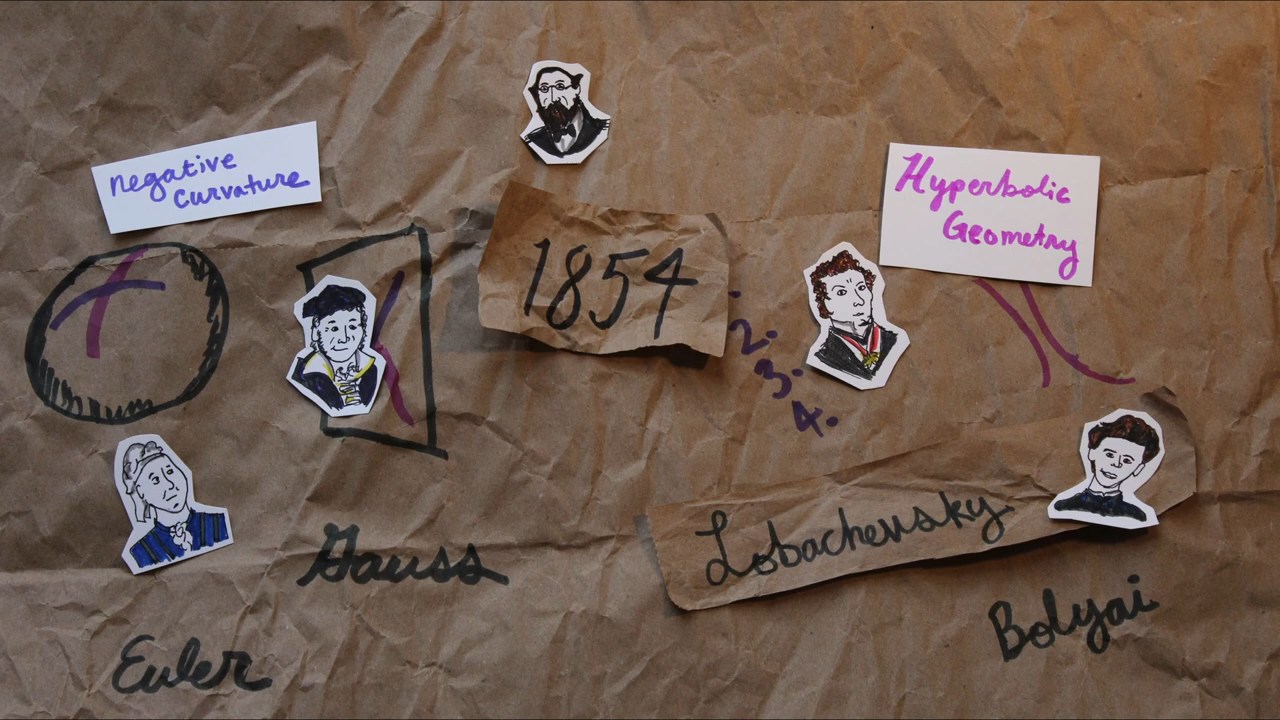 negative
curvature
Hyperbolic
Geometry
1854
2.
3.
4.
Lobachevsky
Gauss
Bolyai
Euler